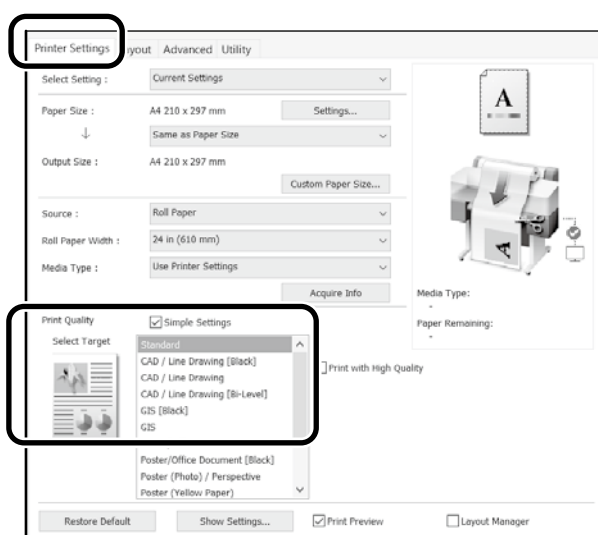 Printer Settings yout Advanced Utility
Select Setting : Current Settings
Paper Size : A4 210 x 297 mm Settings...
Same as Paper Size
Output Size : A4 210 x 297 mm
Custom Paper Size...
Source : Roll Paper
Roll Paper Width : 24 in (610 mm)
Media Type : Use Printer Settings
Acquire Info
Media Type:
-
Paper Remaining:
-
Print Quality Simple Settings
Select Target
Standard
CAD / Line Drawing [Black]
CAD / Line Drawing
CAD / Line Drawing [Bi-Level]
GIS [Black]
GIS
Poster/Office Document [Black]
Poster (Photo) / Perspective
Poster (Yellow Paper)
Print with High Quality
Restore Default Show Settings... Print Preview Layout Manager
A
A